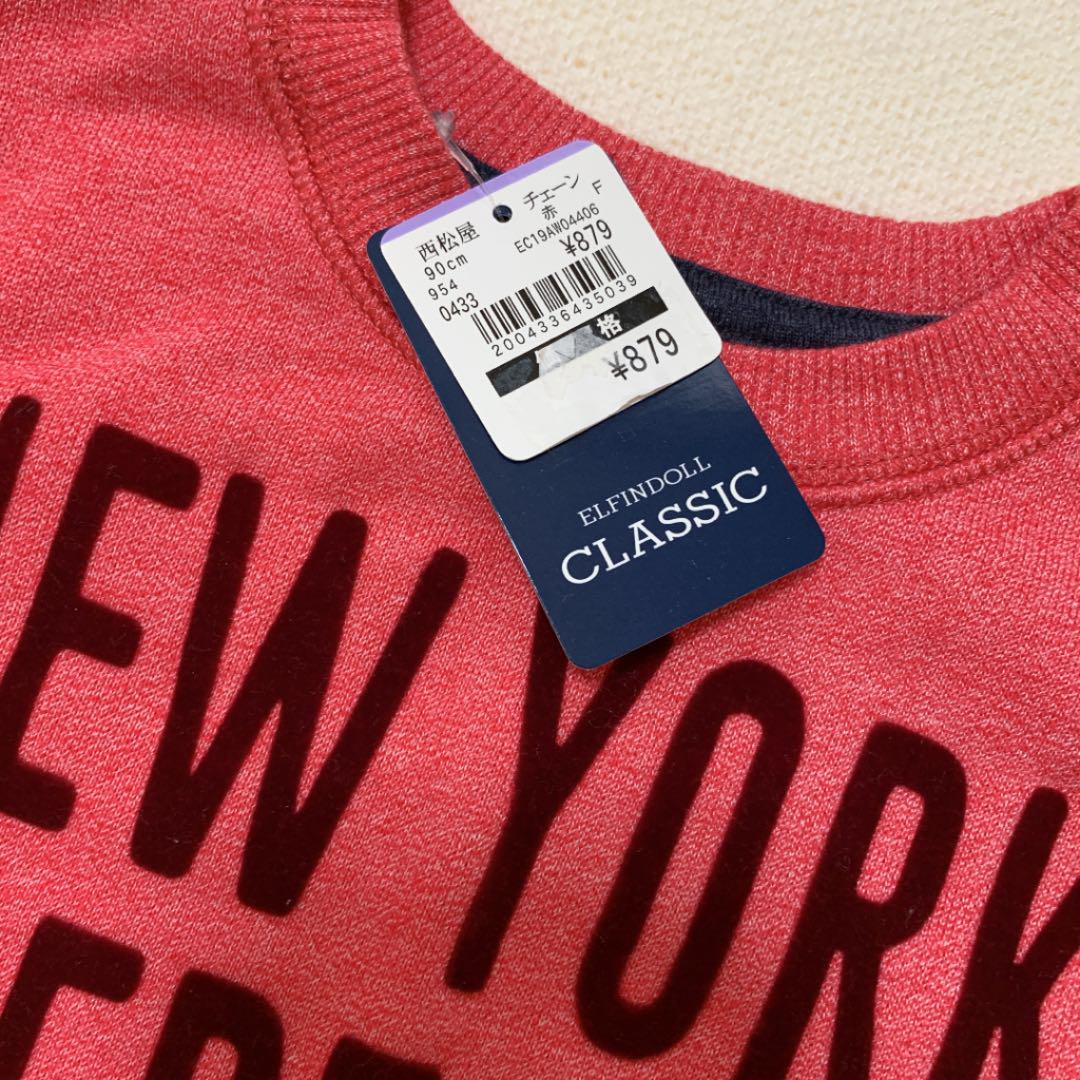 西松屋 チェーン F
90cm 赤
954 EC19AW04406
0433 ¥879
2004336435039
格
¥879
ELFINDOLL
CLASSIC
NEW YORK